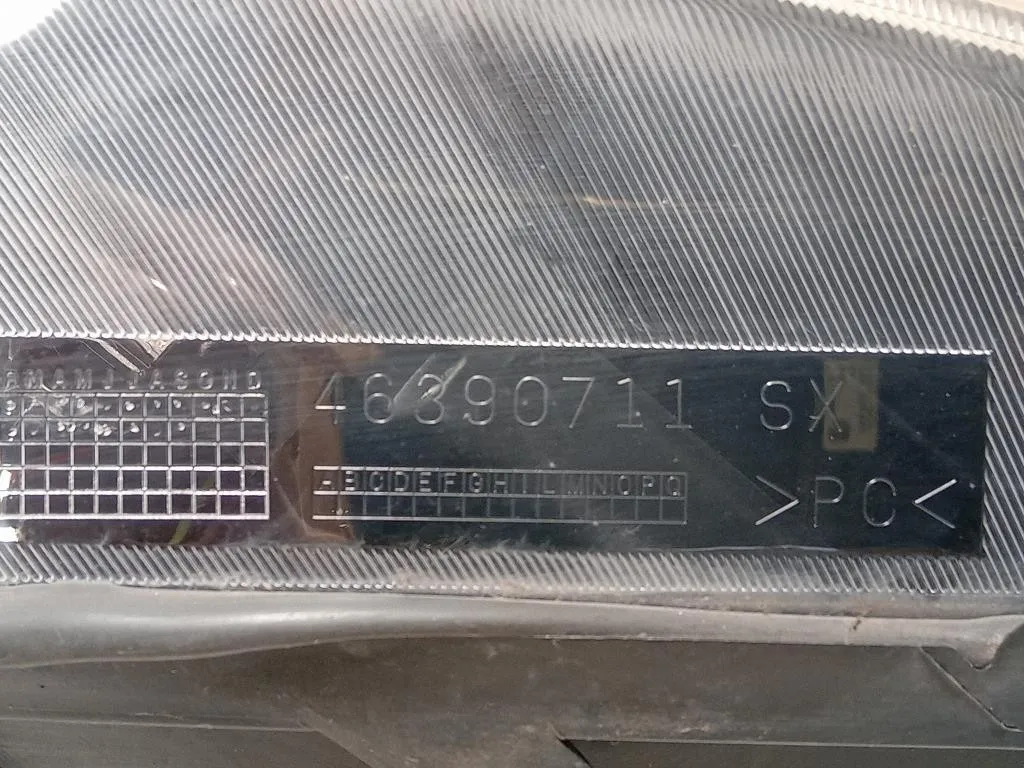 FMAMJJASOND
46390711 SX
ABCDEFGHILMNOPQ
>PC<